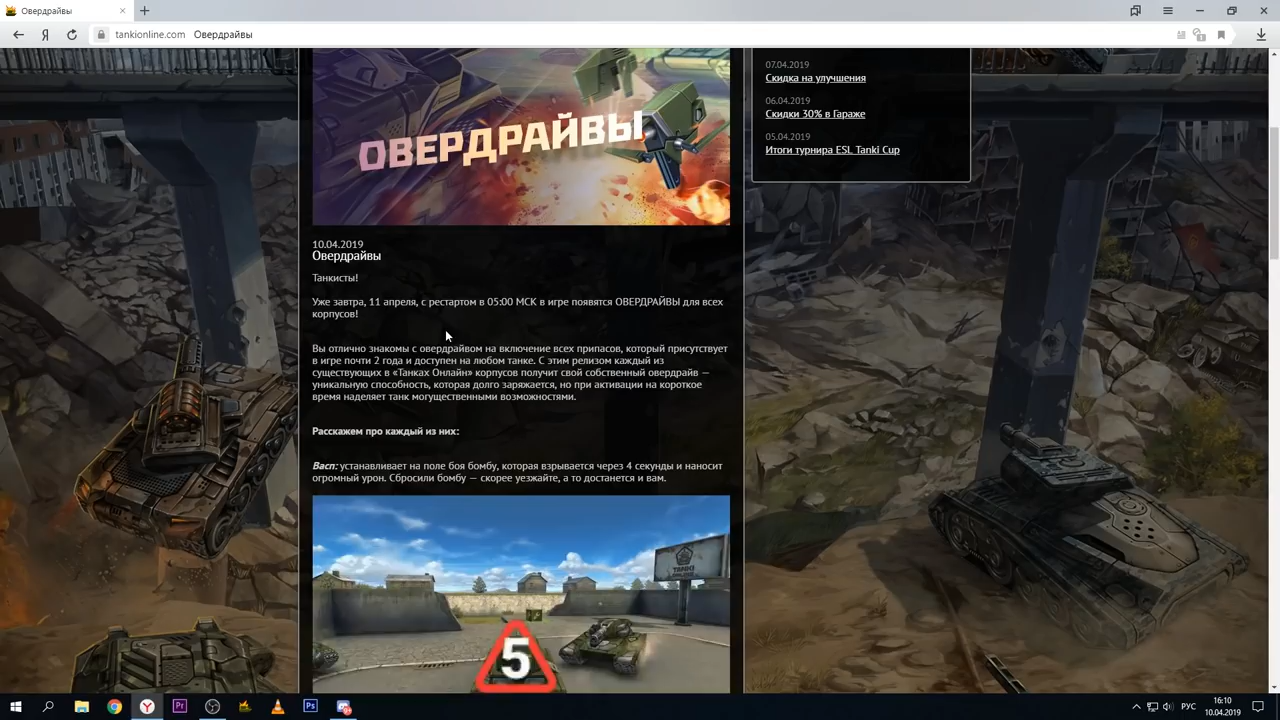 Овердрайвы
Я
tankionline.com Овердрайвы
ОВЕРДРАЙВЫ
07.04.2019
Скидка на улучшения
06.04.2019
Скидки 30% в Гараже
05.04.2019
Итоги турнира ESL Tanki Cup
10.04.2019
Овердрайвы
Танкисты!
Уже завтра, 11 апреля, с рестартом в 05:00 МСК в игре появятся ОВЕРДРАЙВЫ для всех
корпусов!
Вы отлично знакомы с овердрайвом на включение всех припасов, который присутствует
в игре почти 2 года и доступен на любом танке. С этим релизом каждый из
существующих в «Танках Онлайн» корпусов получит свой собственный овердрайв —
уникальную способность, которая долго заряжается, но при активации на короткое
время наделяет танк могущественными возможностями.
Расскажем про каждый из них:
Васп: устанавливает на поле боя бомбу, которая взрывается через 4 секунды и наносит
огромный урон. Сбросили бомбу — скорее уезжайте, а то достанется и вам.
TANKI
ONLINE
5
Y
Pr
Ps
РУС
16:10
10.04.2019